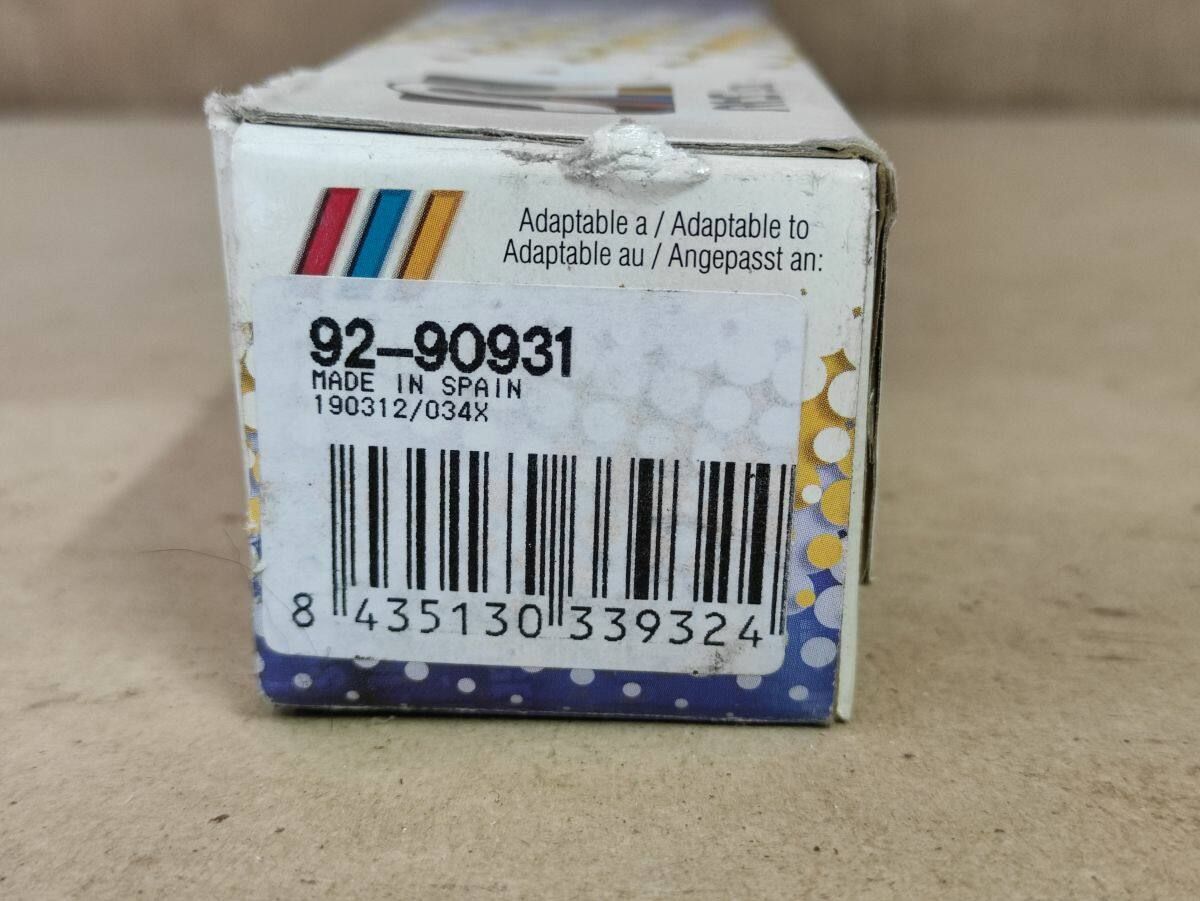 Adaptable a / Adaptable to
Adaptable au / Angepasst an:
92-90931
MADE IN SPAIN
190312/034X
8 435130 339324